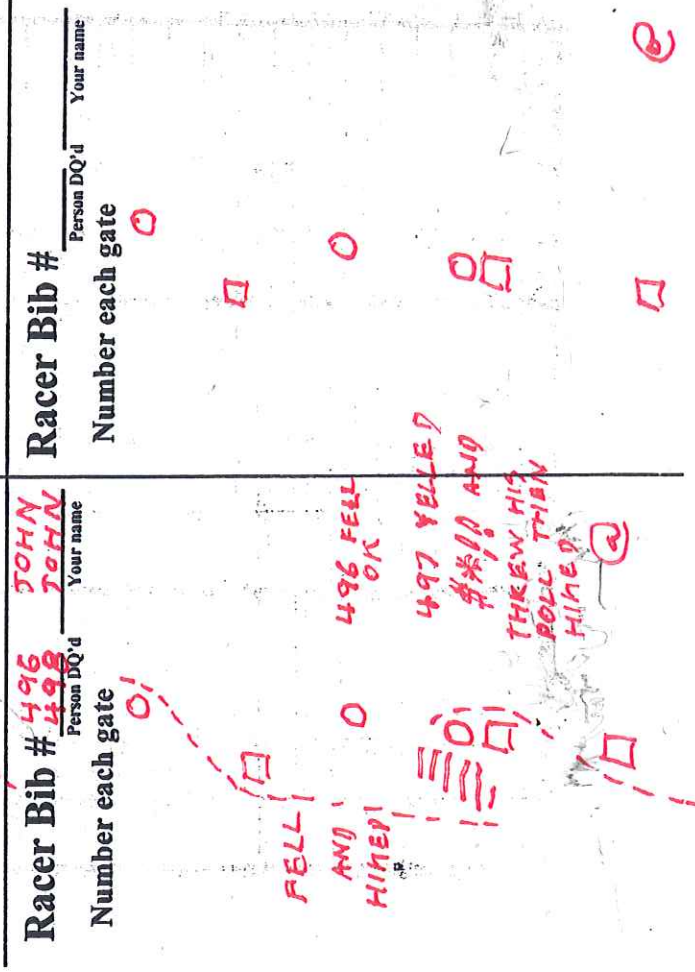 Racer Bib # 496 JOHN
498 JOHN
Person DQ'd Your name
Number each gate
FELL
AND
HIKED
496 FELL
OK
497 YELLED
#*!! AND
THREW HIS
POLL THEN
HIKED
a
Racer Bib #
Person DQ'd Your name
Number each gate
e